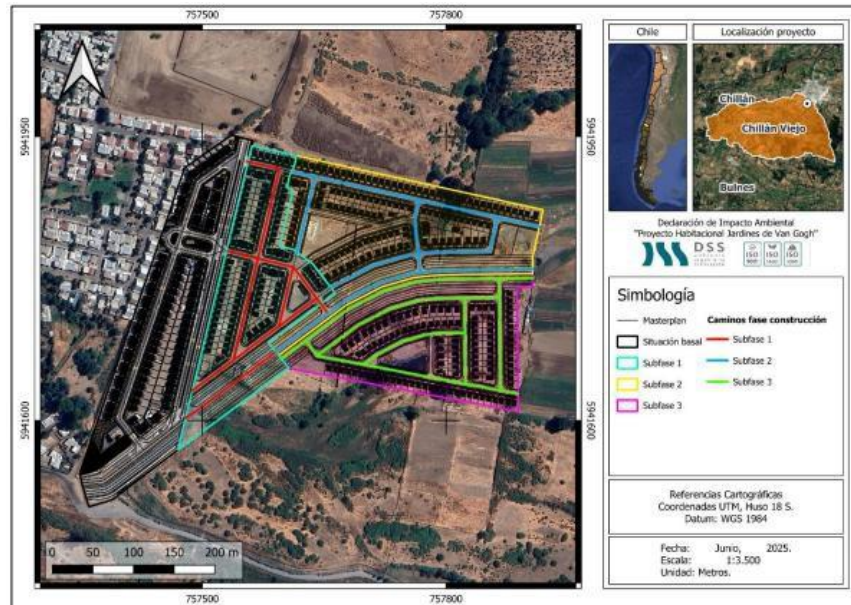 757500 757800
Chile
Localización proyecto
5941950
5941950
Chillán
Chillán Viejo
Bulnes
Declaración de Impacto Ambiental
"Proyecto Habitacional Jardines de Van Gogh"
DSS
ISO
ISO
ISO
Simbología
Masterplan
Situación basal
Subfase 1
Subfase 2
Subfase 3
Caminos fase construcción
Subfase 1
Subfase 2
Subfase 3
5941600
5941600
Referencias Cartográficas
Coordenadas UTM, Huso 18 S.
Datum: WGS 1984
0 50 100 150 200 m
Fecha: Junio, 2025.
Escala: 1:3.500
Unidad: Metros.
757500 757800